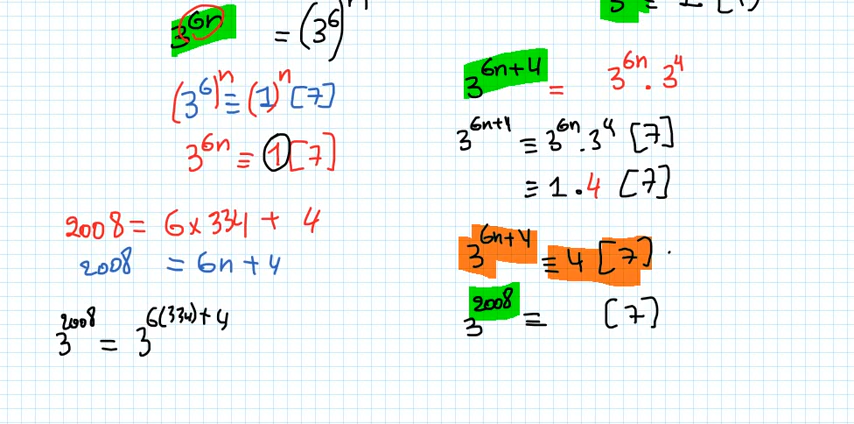 3^{6n} = (3^6)^n
(3^6)^n ≡ (1)^n [7]
3^{6n} ≡ 1 [7]
2008 = 6 x 334 + 4
2008 = 6n + 4
3^{2008} = 3^{6(334)+4}
3^{6n+4} = 3^{6n} . 3^4
3^{6n+4} ≡ 3^{6n} . 3^4 [7]
≡ 1 . 4 [7]
3^{6n+4} ≡ 4 [7] .
3^{2008} ≡ [7]